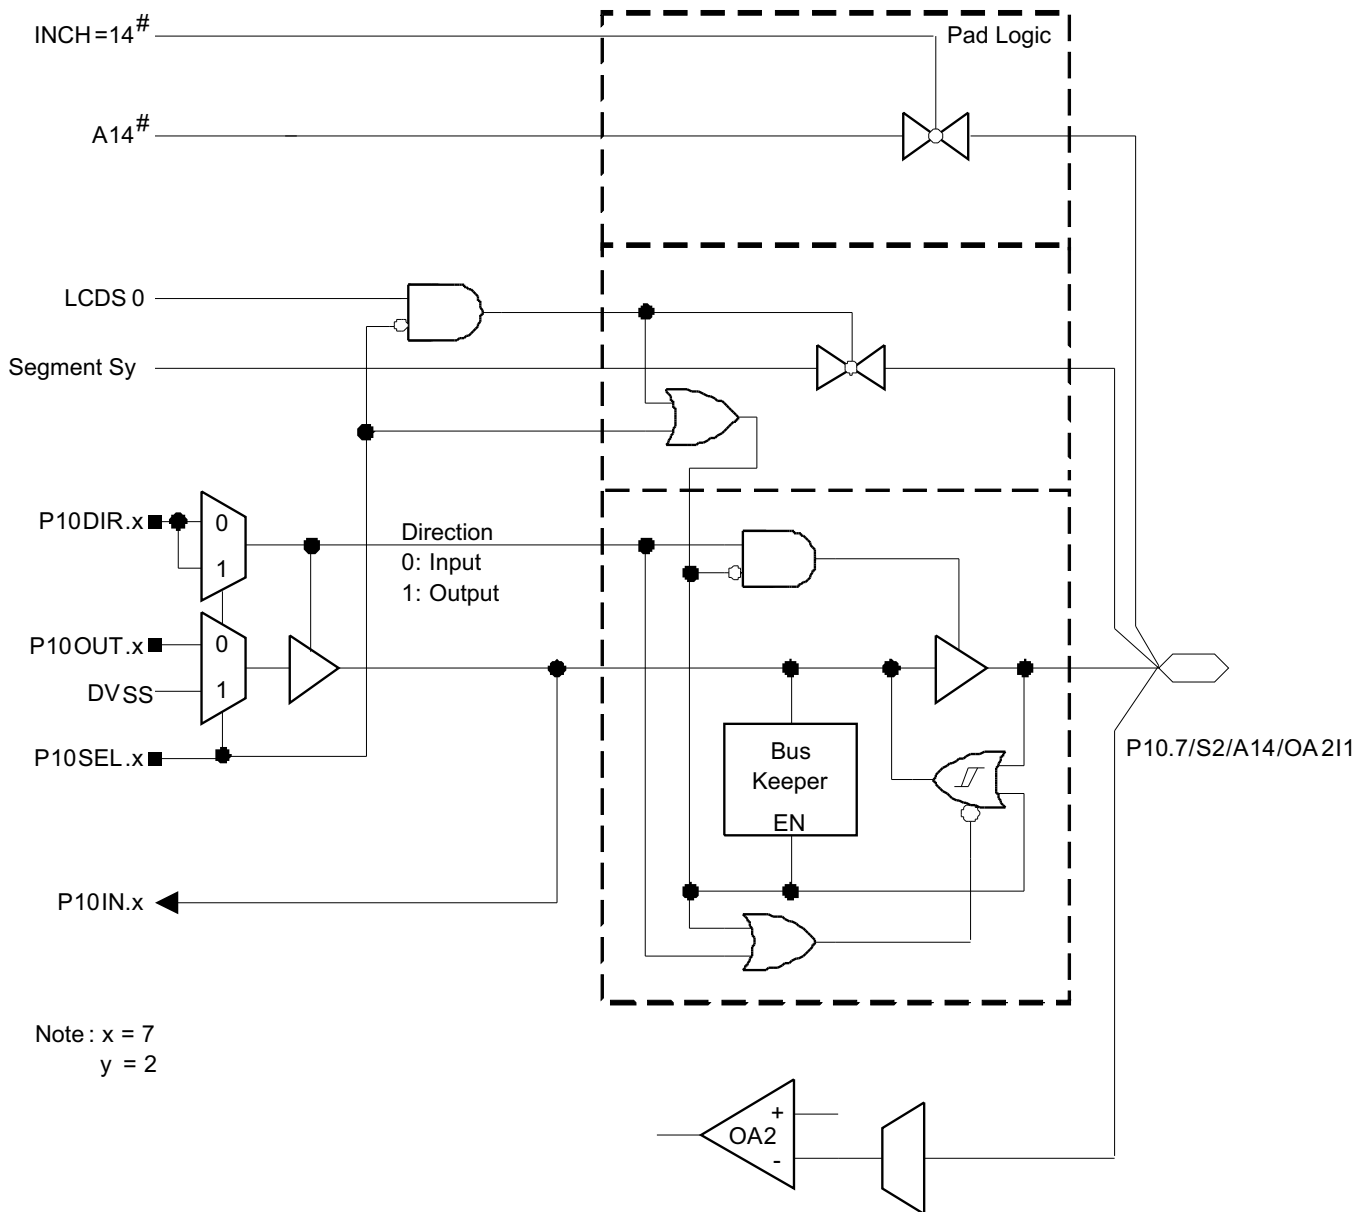 INCH=14#
Pad Logic
A14#
LCDS 0
Segment Sy
P10DIR.x
0
1
Direction
0: Input
1: Output
P10OUT.x
0
DVSS
1
P10SEL.x
Bus
Keeper
EN
P10.7/S2/A14/OA2I1
P10IN.x
Note: x = 7
y = 2
+
OA2
-